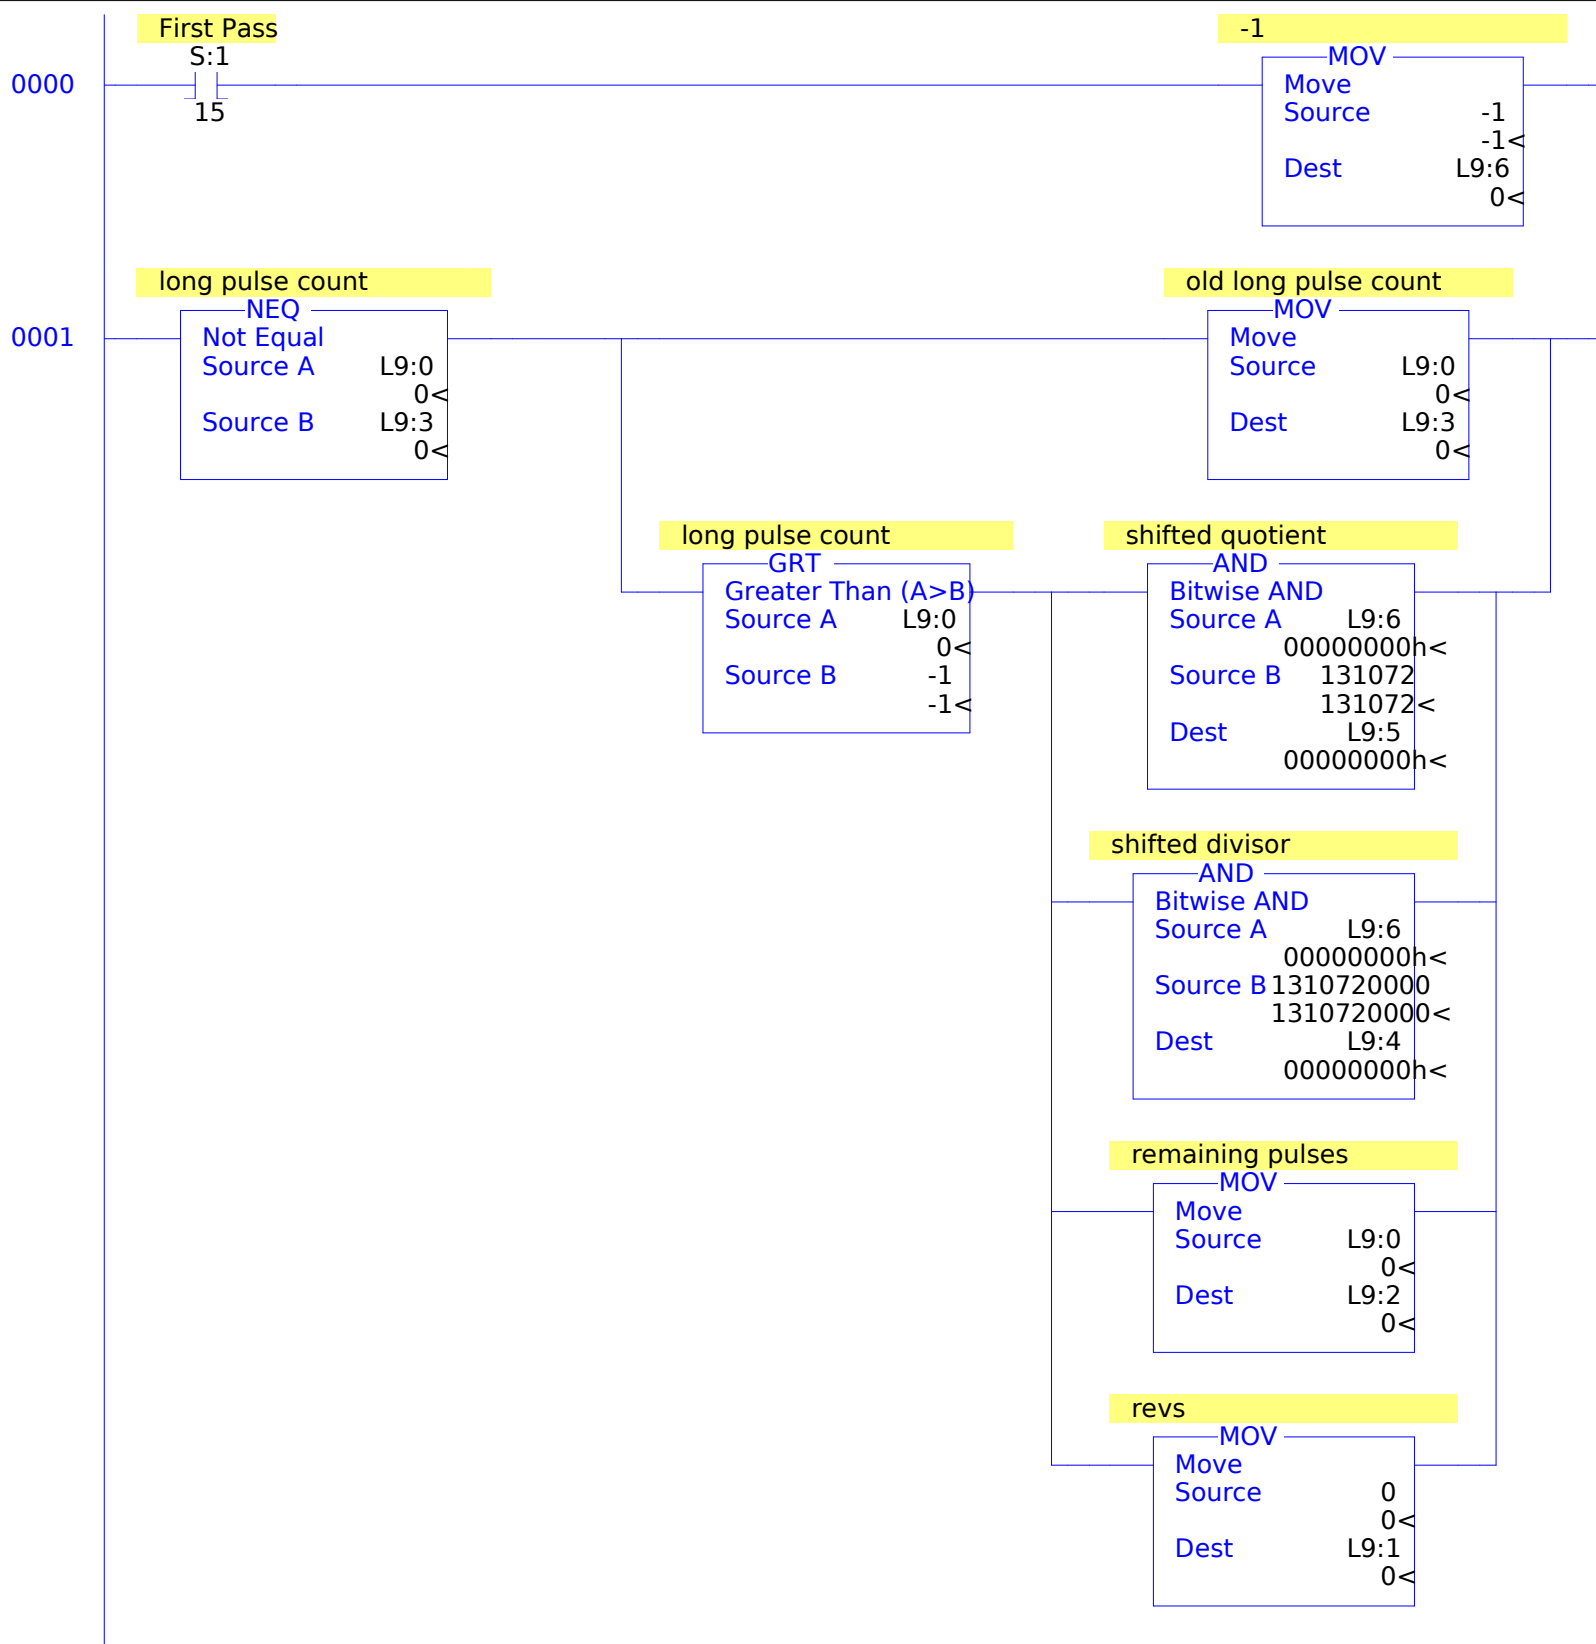 First Pass
S:1
0000
15
-1
MOV
Move
Source -1
-1<
Dest L9:6
0<
long pulse count
NEQ
0001
Not Equal
Source A L9:0
0<
Source B L9:3
0<
old long pulse count
MOV
Move
Source L9:0
0<
Dest L9:3
0<
long pulse count
GRT
Greater Than (A>B)
Source A L9:0
0<
Source B -1
-1<
shifted quotient
AND
Bitwise AND
Source A L9:6
00000000h<
Source B 131072
131072<
Dest L9:5
00000000h<
shifted divisor
AND
Bitwise AND
Source A L9:6
00000000h<
Source B 1310720000
1310720000<
Dest L9:4
00000000h<
remaining pulses
MOV
Move
Source L9:0
0<
Dest L9:2
0<
revs
MOV
Move
Source 0
0<
Dest L9:1
0<